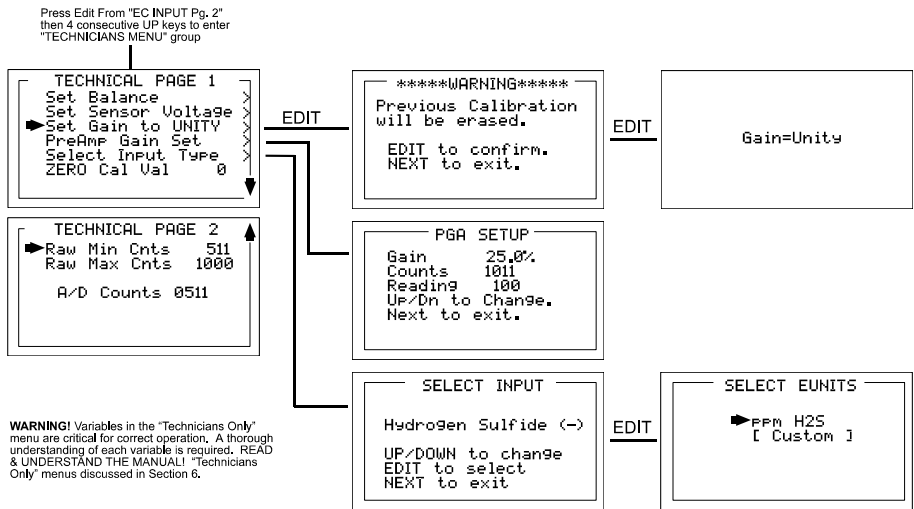 Press Edit From "EC INPUT Pg. 2"
then 4 consecutive UP keys to enter
"TECHNICIANS MENU" group
TECHNICAL PAGE 1
Set Balance >
Set Sensor Voltage >
Set Gain to UNITY >
PreAmp Gain Set >
Select Input Type >
ZERO Cal Val 0
EDIT
*****WARNING*****
Previous Calibration
will be erased.
EDIT to confirm.
NEXT to exit.
EDIT
Gain=Unity
TECHNICAL PAGE 2
Raw Min Cnts 511
Raw Max Cnts 1000
A/D Counts 0511
PGA SETUP
Gain 25.0%
Counts 1011
Reading 100
Up/Dn to Change.
Next to exit.
SELECT INPUT
Hydrogen Sulfide (-)
UP/DOWN to change
EDIT to select
NEXT to exit
EDIT
SELECT EUNITS
ppm H2S
[ Custom ]
WARNING! Variables in the "Technicians Only"
menu are critical for correct operation. A thorough
understanding of each variable is required. READ
& UNDERSTAND THE MANUAL! "Technicians
Only" menus discussed in Section 6.